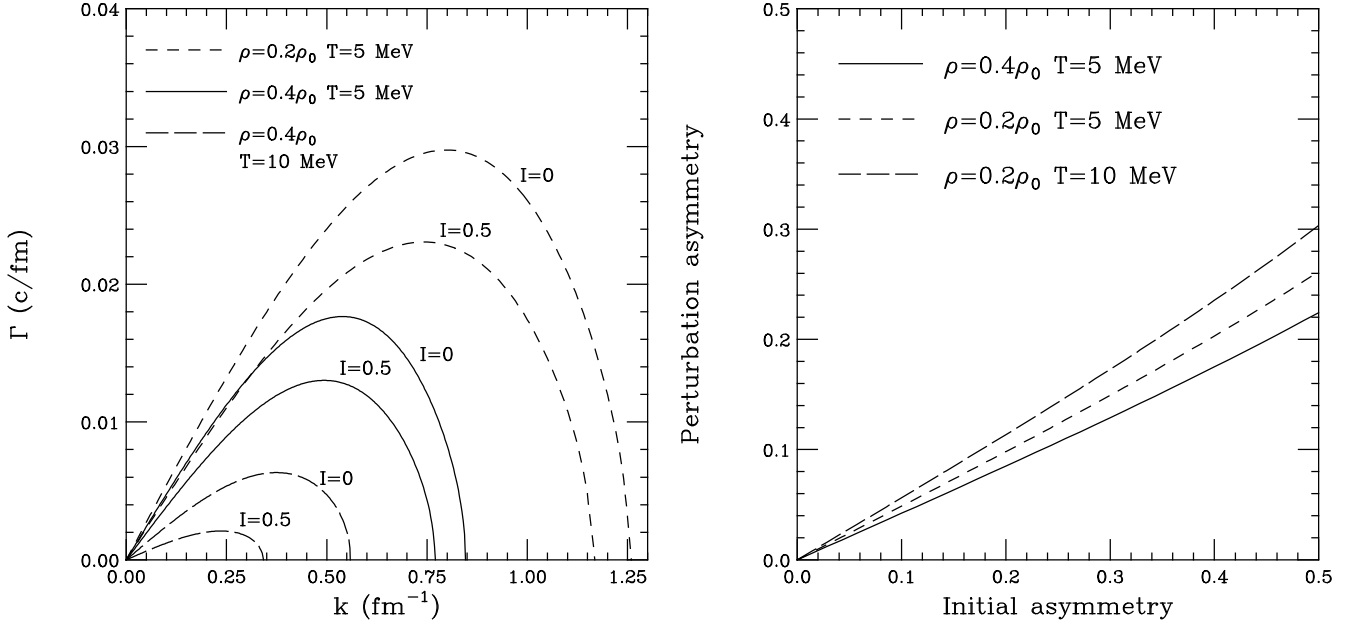 0.04
0.03
0.02
0.01
0.00
Γ (c/fm)
ρ=0.2ρ₀ T=5 MeV
ρ=0.4ρ₀ T=5 MeV
ρ=0.4ρ₀
T=10 MeV
I=0
I=0.5
I=0
I=0.5
I=0
I=0.5
0.00 0.25 0.50 0.75 1.00 1.25
k (fm⁻¹)
0.5
0.4
0.3
0.2
0.1
0.0
Perturbation asymmetry
ρ=0.4ρ₀ T=5 MeV
ρ=0.2ρ₀ T=5 MeV
ρ=0.2ρ₀ T=10 MeV
0.0 0.1 0.2 0.3 0.4 0.5
Initial asymmetry